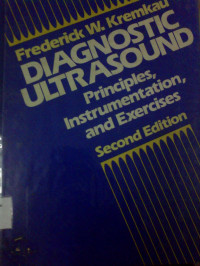 Frederick W. Kremkau
DIAGNOSTIC
ULTRASOUND
Principles,
Instrumentation,
and Exercises
Second Edition